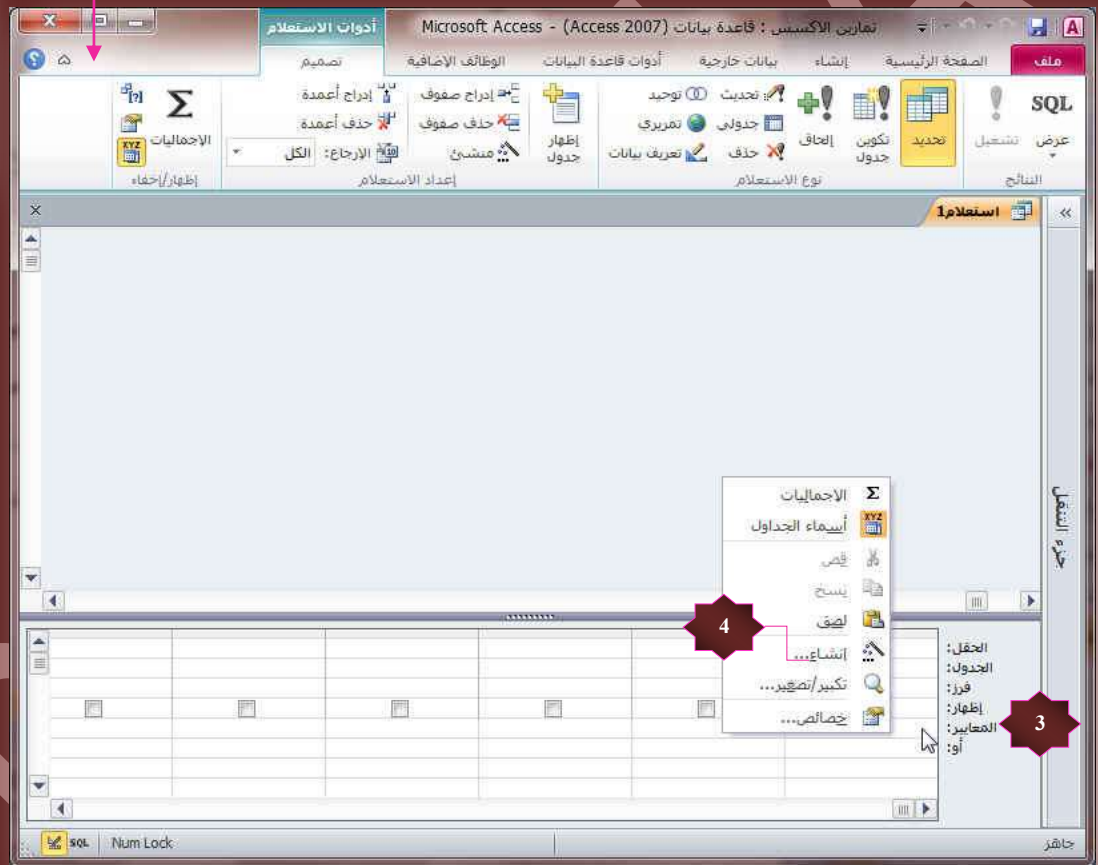 تمارين الاكسس : قاعدة بيانات (Access 2007) - Microsoft Access
أدوات الاستعلام
ملف الصفحة الرئيسية إنشاء بيانات خارجية أدوات قاعدة البيانات الوظائف الإضافية تصميم
SQL
عرض
تشغيل
النتائج
تحديد
تكوين جدول
إلحاق
تحديث
توحيد
جدولي
تمريري
حذف
تعريف بيانات
نوع الاستعلام
إظهار جدول
إدراج صفوف
حذف صفوف
منشئ
إدراج أعمدة
حذف أعمدة
الإرجاع: الكل
إعداد الاستعلام
الاجماليات
إظهار/إخفاء
استعلام1
جزء التنقل
الاجماليات
أسماء الجداول
قص
نسخ
لصق
إنشاء...
تكبير/تصغير...
خصائص...
4
الحقل:
الجدول:
فرز:
إظهار:
المعايير:
أو:
3
جاهز
Num Lock
SQL